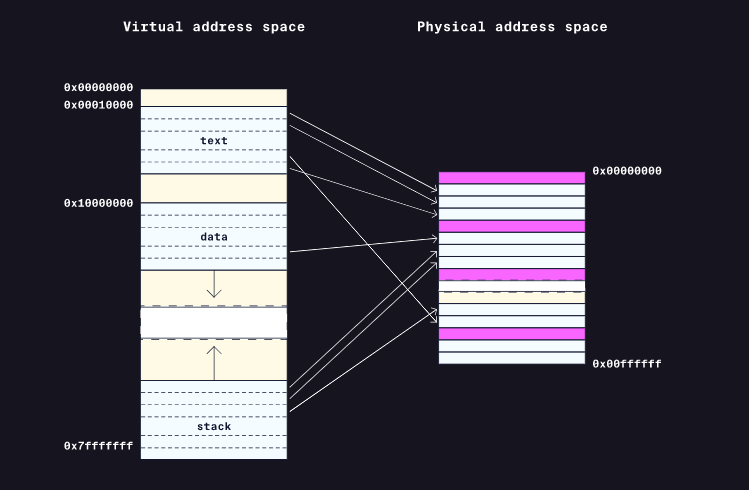 Virtual address space
Physical address space
0x00000000
0x00010000
text
0x10000000
data
stack
0x7fffffff
0x00000000
0x00ffffff